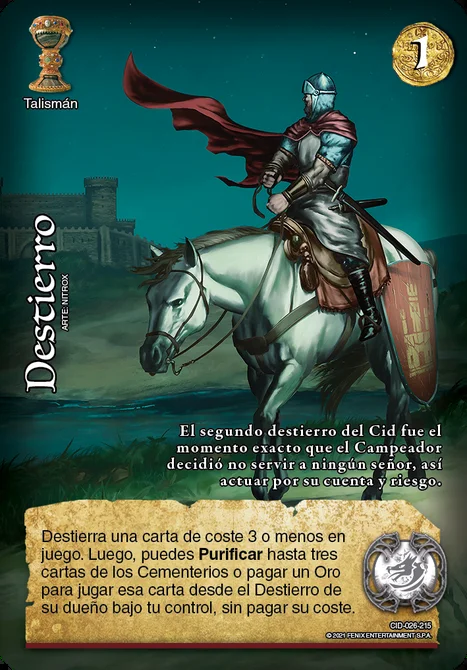 Talismán
1
Destierro
ARTE: NITROX
El segundo destierro del Cid fue el
momento exacto que el Campeador
decidió no servir a ningún señor, así
actuar por su cuenta y riesgo.
Destierra una carta de coste 3 o menos en
juego. Luego, puedes Purificar hasta tres
cartas de los Cementerios o pagar un Oro
para jugar esa carta desde el Destierro de
su dueño bajo tu control, sin pagar su coste.
CID-026-215
© 2021 FENIX ENTERTAINMENT S.P.A.